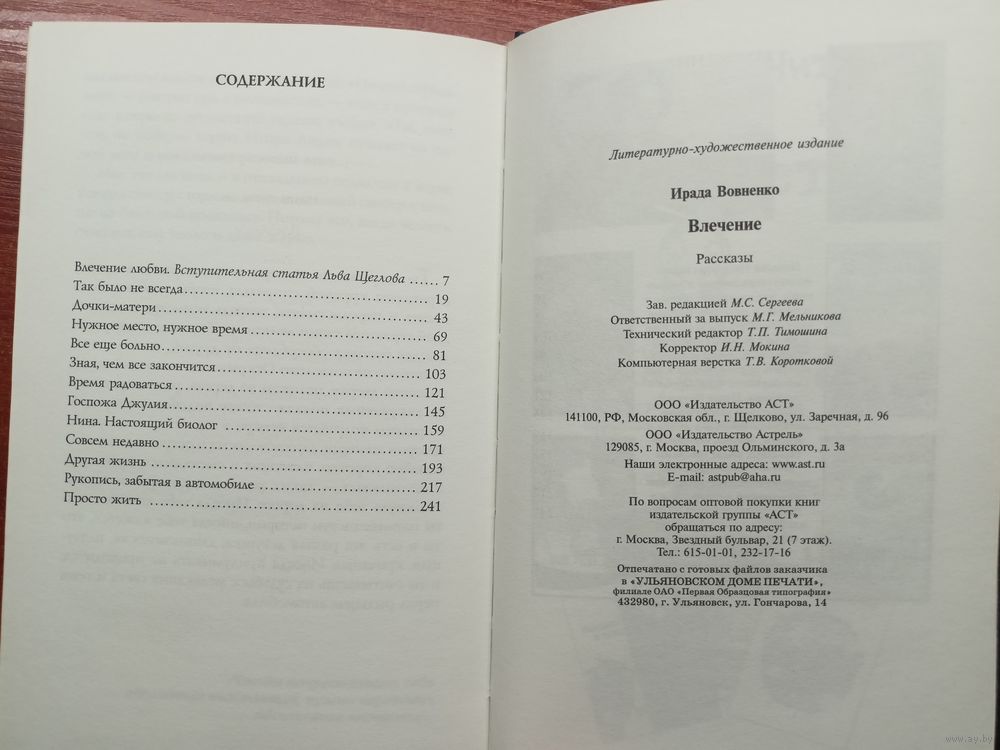 СОДЕРЖАНИЕ
Влечение любви. Вступительная статья Льва Щеглова ...... 7
Так было не всегда............ 19
Дочки-матери............ 43
Нужное место, нужное время............ 69
Все еще больно............ 81
Зная, чем все закончится............ 103
Время радоваться............ 121
Госпожа Джулия............ 145
Нина. Настоящий биолог ............ 159
Совсем недавно ............ 171
Другая жизнь ............ 193
Рукопись, забытая в автомобиле............ 217
Просто жить ............ 241
Литературно-художественное издание
Ирада Вовненко
Влечение
Рассказы
Зав. редакцией М.С. Сергеева
Ответственный за выпуск М.Г. Мельникова
Технический редактор Т.П. Тимошина
Корректор И.Н. Мокина
Компьютерная верстка Т.В. Коротковой
ООО «Издательство АСТ»
141100, РФ, Московская обл., г. Щелково, ул. Заречная, д. 96
ООО «Издательство Астрель»
129085, г. Москва, проезд Ольминского, д. 3а
Наши электронные адреса: www.ast.ru
E-mail: astpub@aha.ru
По вопросам оптовой покупки книг
издательской группы «АСТ»
обращаться по адресу:
г. Москва, Звездный бульвар, 21 (7 этаж).
Тел.: 615-01-01, 232-17-16
Отпечатано с готовых файлов заказчика
в «УЛЬЯНОВСКОМ ДОМЕ ПЕЧАТИ»,
филиале ОАО «Первая Образцовая типография»
432980, г. Ульяновск, ул. Гончарова, 14
www.ay.by